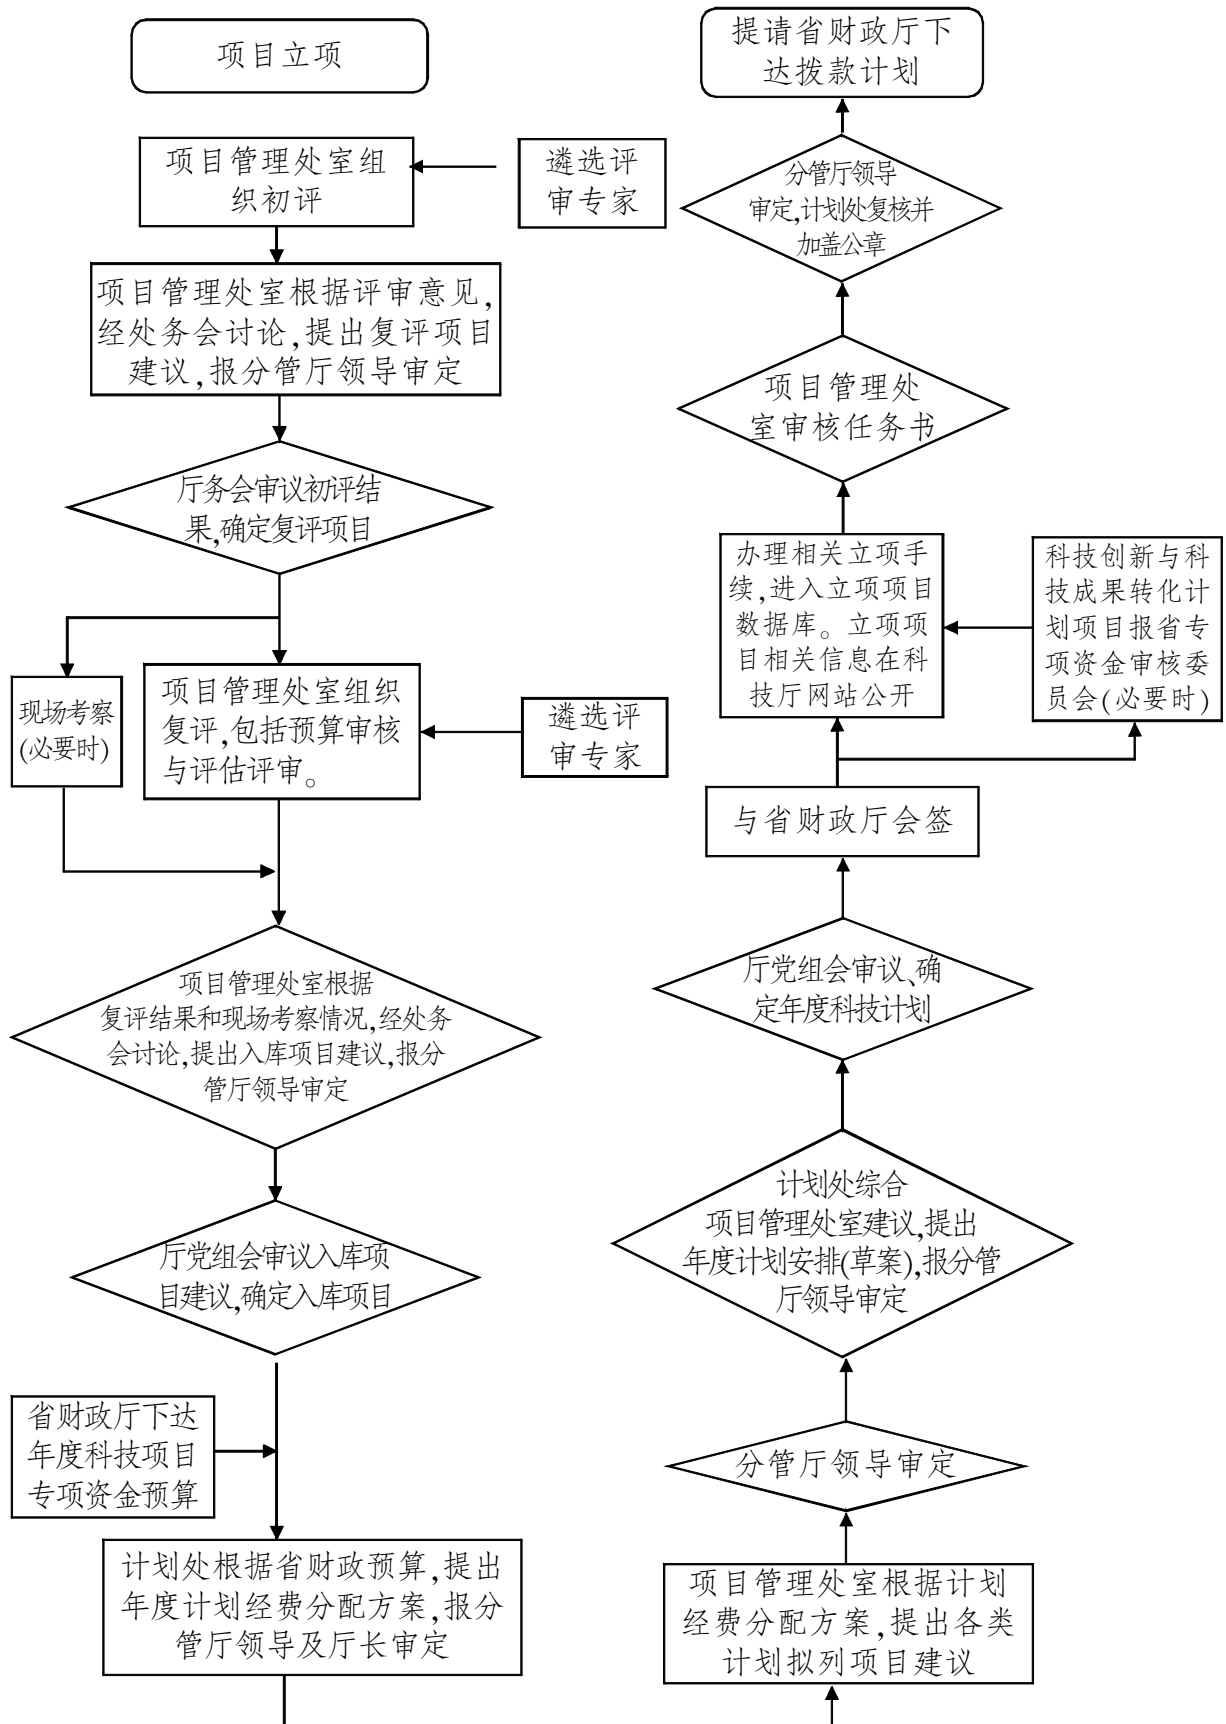 项目立项
项目管理处室组
织初评
遴选评
审专家
项目管理处室根据评审意见,
经处务会讨论,提出复评项目
建议,报分管厅领导审定
厅务会审议初评结
果,确定复评项目
现场考察
(必要时)
项目管理处室组织
复评,包括预算审核
与评估评审。
遴选评
审专家
项目管理处室根据
复评结果和现场考察情况,经处务
会讨论,提出入库项目建议,报分
管厅领导审定
厅党组会审议入库项
目建议,确定入库项目
省财政厅下达
年度科技项目
专项资金预算
计划处根据省财政预算,提出
年度计划经费分配方案,报分
管厅领导及厅长审定
提请省财政厅下
达拨款计划
分管厅领导
审定,计划处复核并
加盖公章
项目管理处
室审核任务书
办理相关立项手
续,进入立项项目
数据库。立项项
目相关信息在科
技厅网站公开
科技创新与科
技成果转化计
划项目报省专
项资金审核委
员会(必要时)
与省财政厅会签
厅党组会审议、确
定年度科技计划
计划处综合
项目管理处室建议,提出
年度计划安排(草案),报分管
厅领导审定
分管厅领导审定
项目管理处室根据计划
经费分配方案,提出各类
计划拟列项目建议